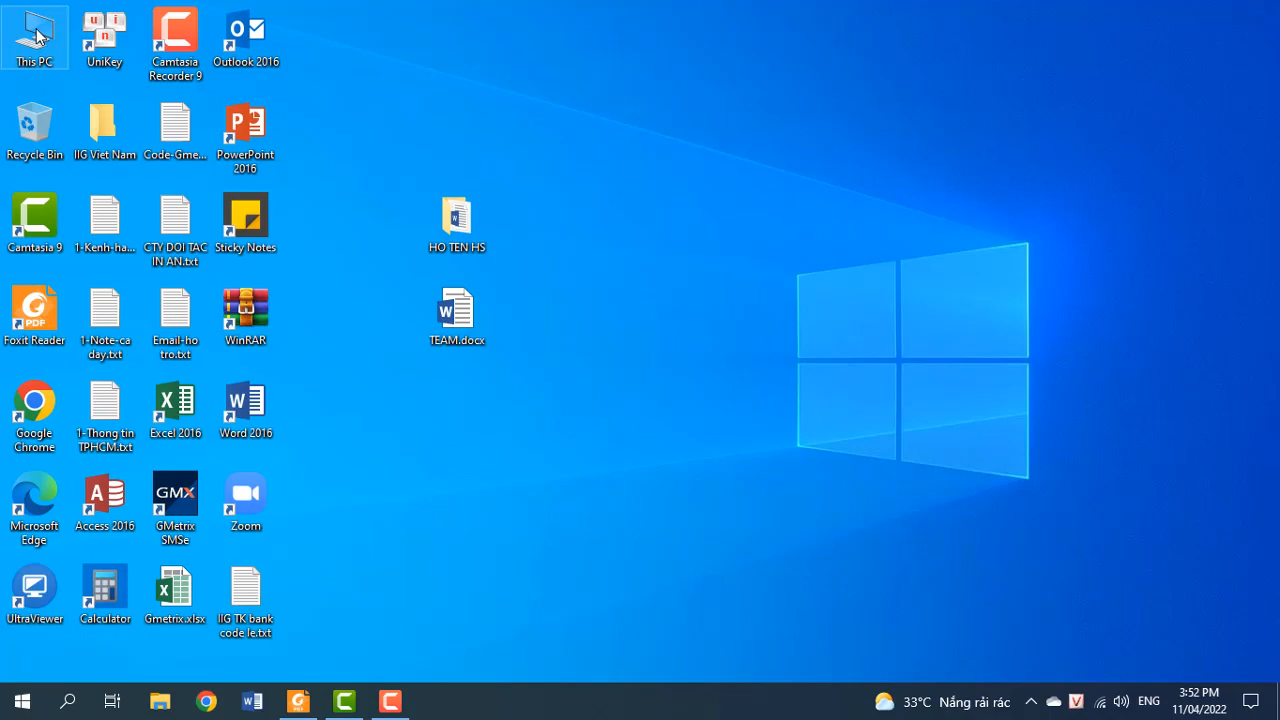 This PC
UniKey
Camtasia
Recorder 9
Outlook 2016
Recycle Bin
IIG Viet Nam
Code-Gme...
PowerPoint
2016
Camtasia 9
1-Kenh-ha...
CTY DOI TAC
IN AN.txt
Sticky Notes
HO TEN HS
Foxit Reader
1-Note-ca
day.txt
Email-ho
tro.txt
WinRAR
TEAM.docx
Google
Chrome
1-Thong tin
TPHCM.txt
Excel 2016
Word 2016
Microsoft
Edge
Access 2016
GMX
GMetrix
SMSe
Zoom
UltraViewer
Calculator
Gmetrix.xlsx
IIG TK bank
code le.txt
33°C Nắng rải rác
ENG
3:52 PM
11/04/2022